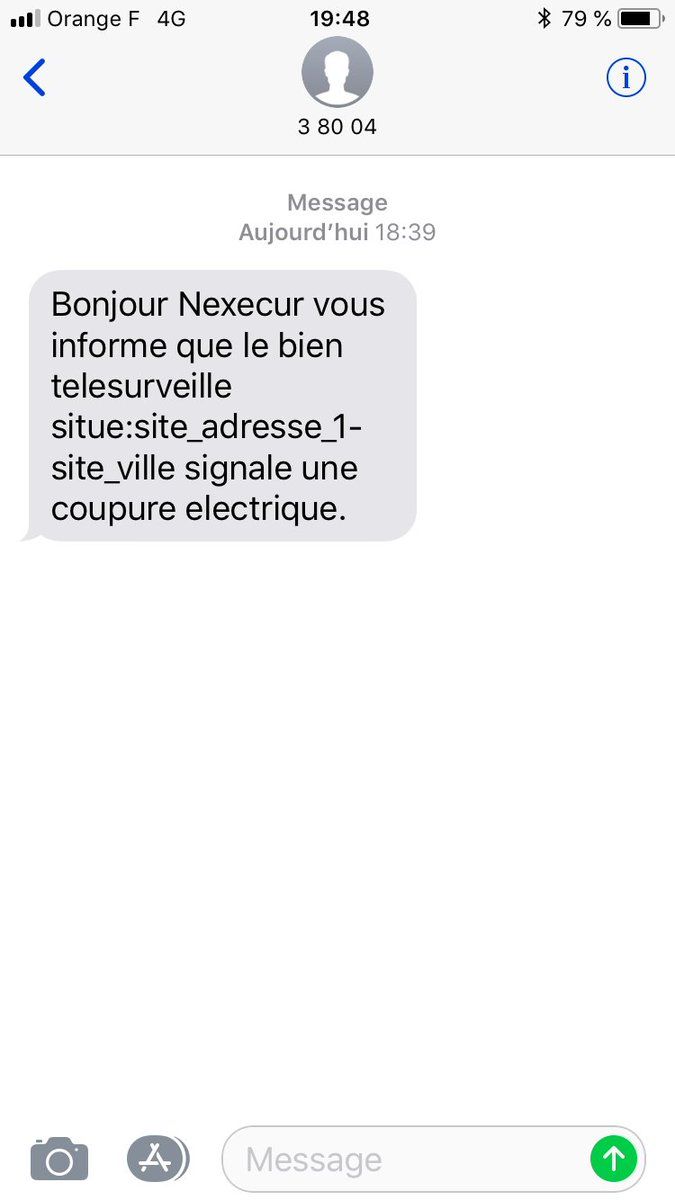 Orange F 4G 19:48 79 %
3 80 04
Message
Aujourd’hui 18:39
Bonjour Nexecur vous
informe que le bien
telesurveille
situe:site_adresse_1-
site_ville signale une
coupure electrique.
Message